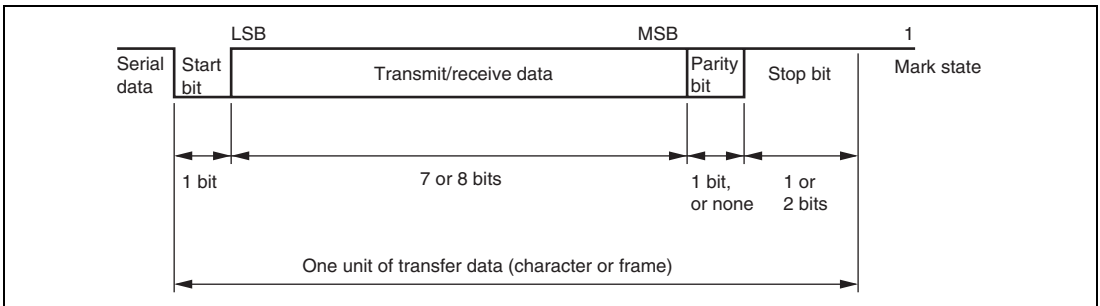 LSB
MSB
1
Serial
data
Start
bit
Transmit/receive data
Parity
bit
Stop bit
Mark state
1 bit
7 or 8 bits
1 bit,
or none
1 or
2 bits
One unit of transfer data (character or frame)